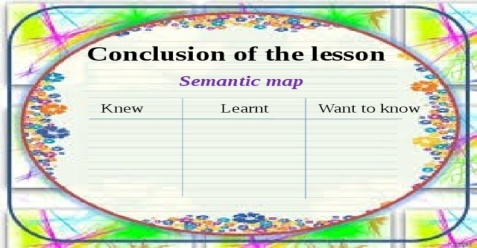 Conclusion of the lesson
Semantic map
Knew Learnt Want to know